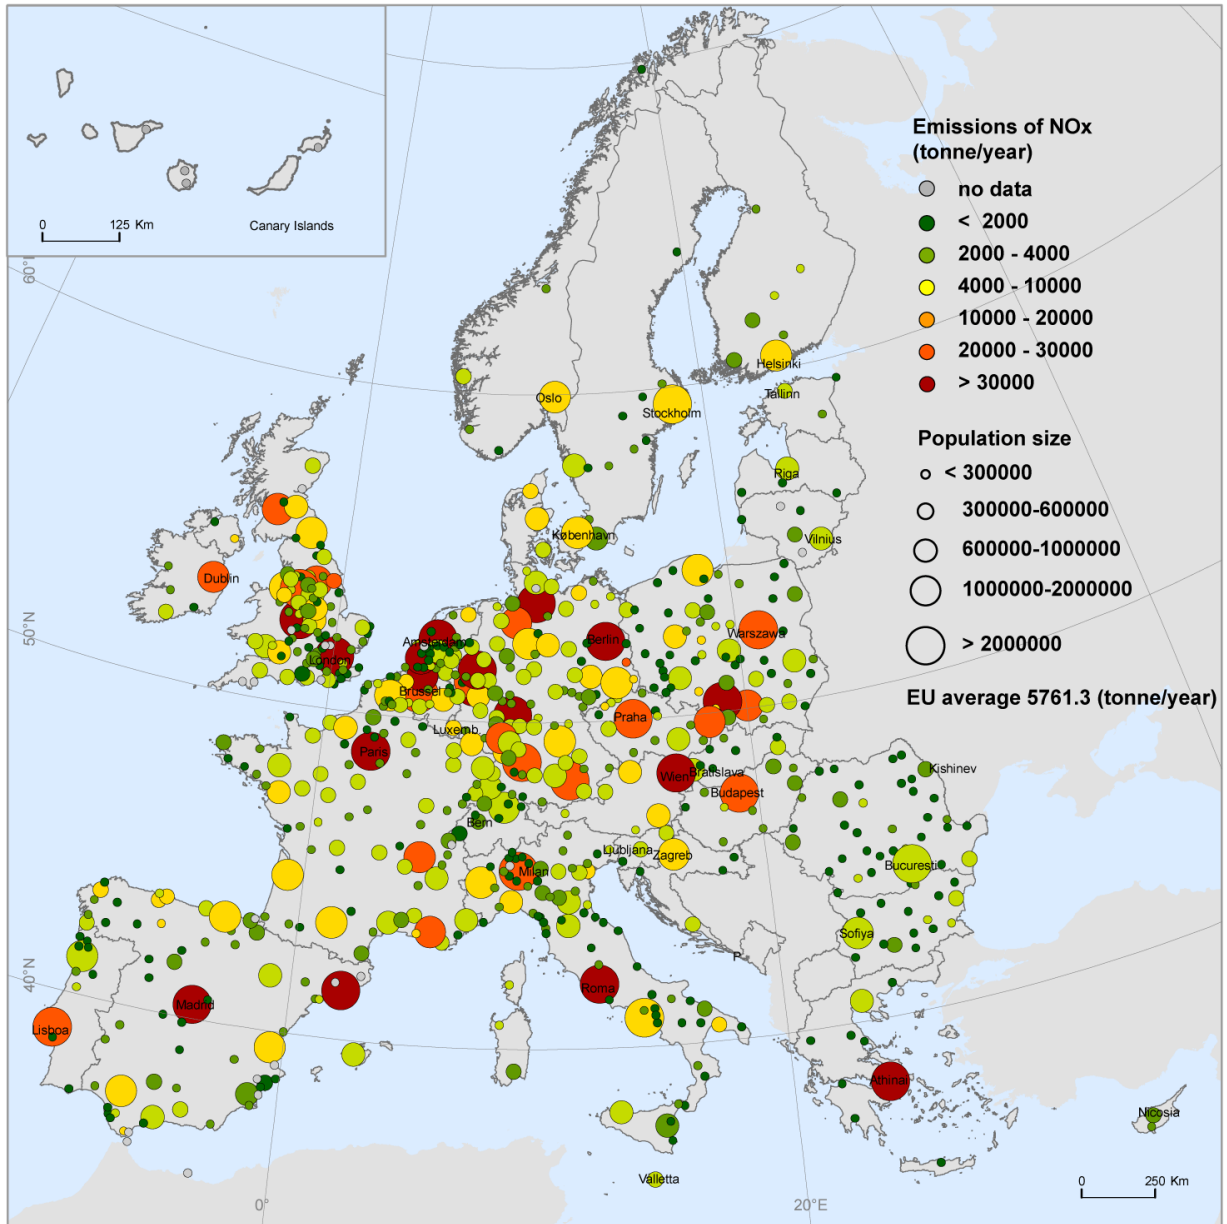 0 125 Km
Canary Islands
60°
50°N
40°N
0°
20°E
Emissions of NOx
(tonne/year)
no data
< 2000
2000 - 4000
4000 - 10000
10000 - 20000
20000 - 30000
> 30000
Population size
< 300000
300000-600000
600000-1000000
1000000-2000000
> 2000000
EU average 5761.3 (tonne/year)
Helsinki
Oslo
Stockholm
Tallinn
Riga
København
Vilnius
Dublin
Amsterdam
Berlin
Warszawa
London
Brussel
Praha
Luxemb.
Paris
Wien
Bratislava
Budapest
Kishinev
Bern
Ljubljana
Zagreb
Milan
Bucuresti
Sofiya
P
Madrid
Roma
Lisboa
Athinai
Nicosia
Valletta
0 250 Km